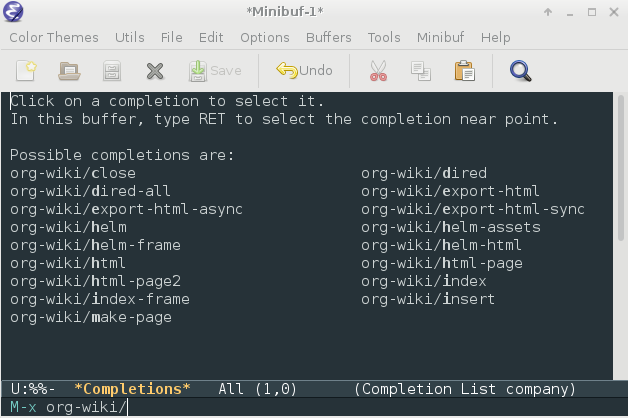 *Minibuf-1*
Color Themes Utils File Edit Options Buffers Tools Minibuf Help
Save Undo
Click on a completion to select it.
In this buffer, type RET to select the completion near point.
Possible completions are:
org-wiki/close org-wiki/dired
org-wiki/dired-all org-wiki/export-html
org-wiki/export-html-async org-wiki/export-html-sync
org-wiki/helm org-wiki/helm-assets
org-wiki/helm-frame org-wiki/helm-html
org-wiki/html org-wiki/html-page
org-wiki/html-page2 org-wiki/index
org-wiki/index-frame org-wiki/insert
org-wiki/make-page
U:%%- *Completions* All (1,0) (Completion List company)
M-x org-wiki/